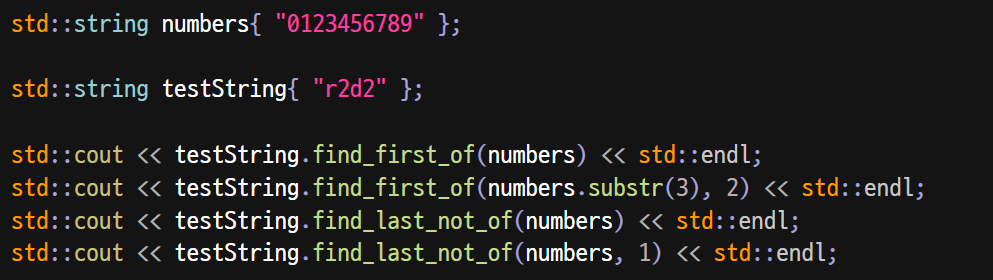 std::string numbers{ "0123456789" };
std::string testString{ "r2d2" };
std::cout << testString.find_first_of(numbers) << std::endl;
std::cout << testString.find_first_of(numbers.substr(3), 2) << std::endl;
std::cout << testString.find_last_not_of(numbers) << std::endl;
std::cout << testString.find_last_not_of(numbers, 1) << std::endl;